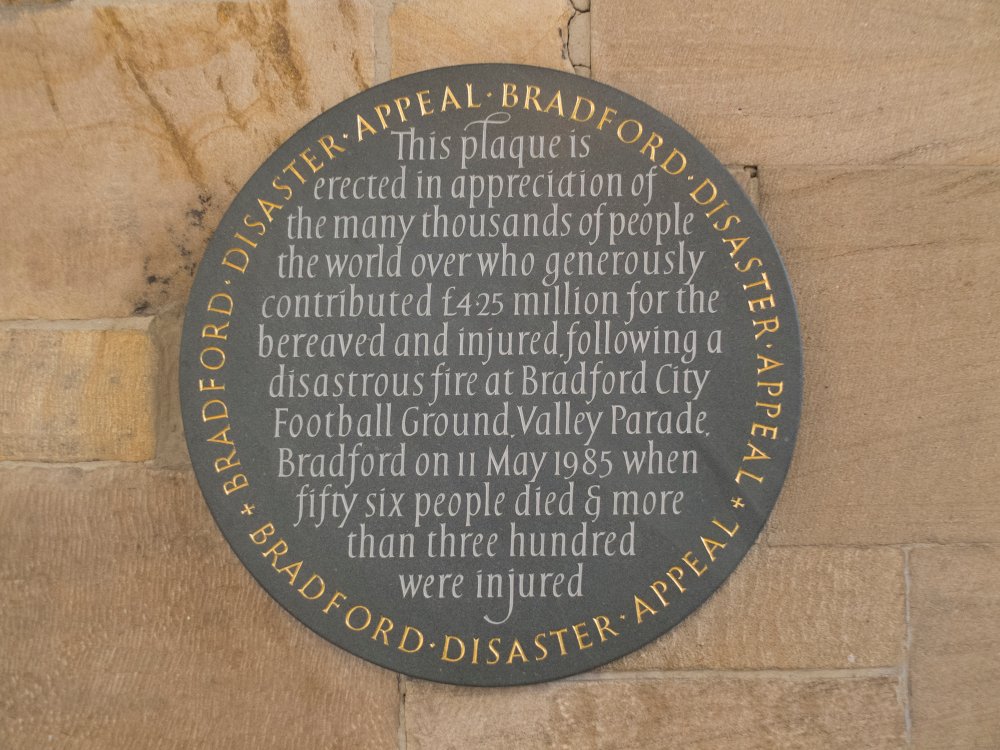 BRADFORD · DISASTER · APPEAL · BRADFORD · DISASTER · APPEAL
This plaque is
erected in appreciation of
the many thousands of people
the world over who generously
contributed £4·25 million for the
bereaved and injured, following a
disastrous fire at Bradford City
Football Ground, Valley Parade,
Bradford on 11 May 1985 when
fifty six people died & more
than three hundred
were injured
+ BRADFORD · DISASTER · APPEAL +